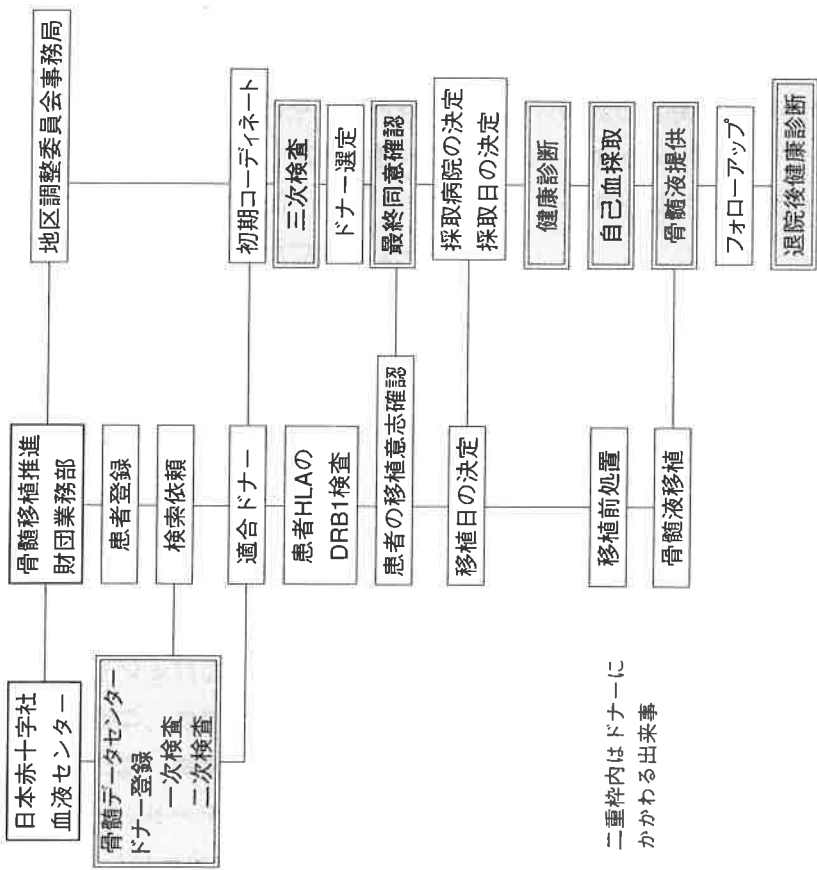 日本赤十字社
血液センター
骨髄データセンター
ドナー登録
一次検査
二次検査
骨髄移植推進
財団業務部
患者登録
検索依頼
適合ドナー
患者HLAの
DRB1検査
患者の移植意志確認
移植日の決定
移植前処置
骨髄液移植
地区調整委員会事務局
初期コーディネート
三次検査
ドナー選定
最終同意確認
採取病院の決定
採取日の決定
健康診断
自己血採取
骨髄液提供
フォローアップ
退院後健康診断
二重枠内はドナーに
かかわる出来事